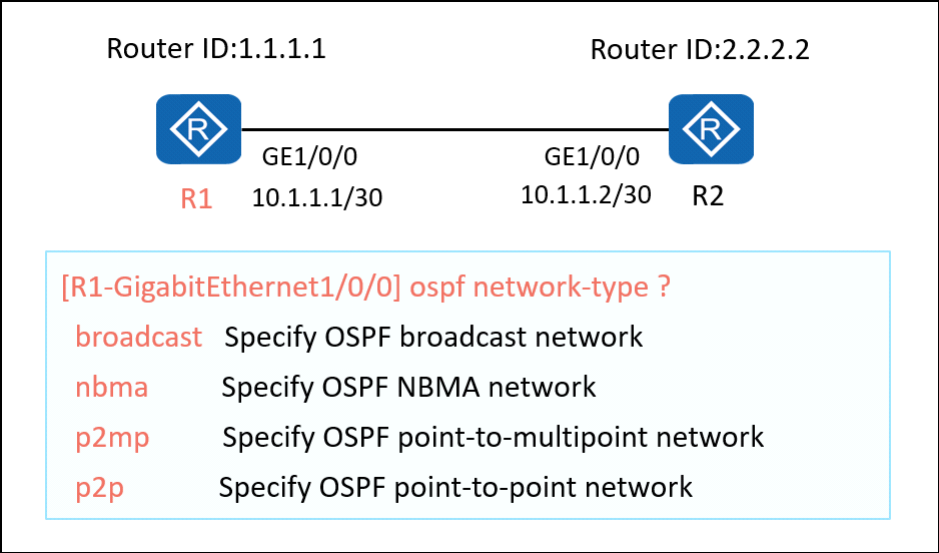 Router ID:1.1.1.1
Router ID:2.2.2.2
R
R
GE1/0/0
GE1/0/0
R1
10.1.1.1/30
10.1.1.2/30
R2
[R1-GigabitEthernet1/0/0] ospf network-type ?
broadcast Specify OSPF broadcast network
nbma Specify OSPF NBMA network
p2mp Specify OSPF point-to-multipoint network
p2p Specify OSPF point-to-point network